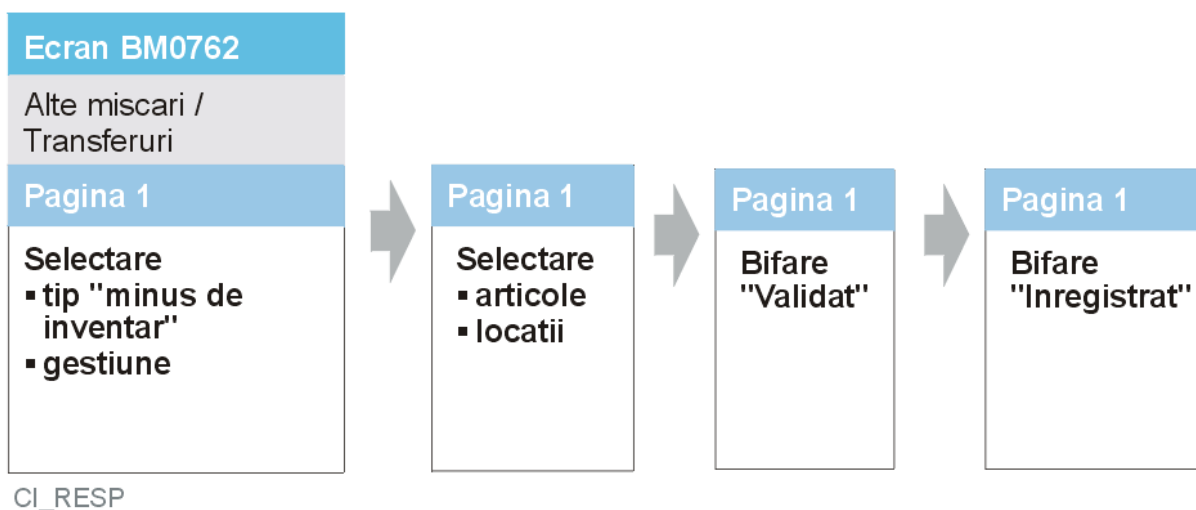 Ecran BM0762
Alte miscari /
Transferuri
Pagina 1
Selectare
▪ tip "minus de
inventar"
▪ gestiune
Pagina 1
Selectare
▪ articole
▪ locatii
Pagina 1
Bifare
"Validat"
Pagina 1
Bifare
"Inregistrat"
CI_RESP